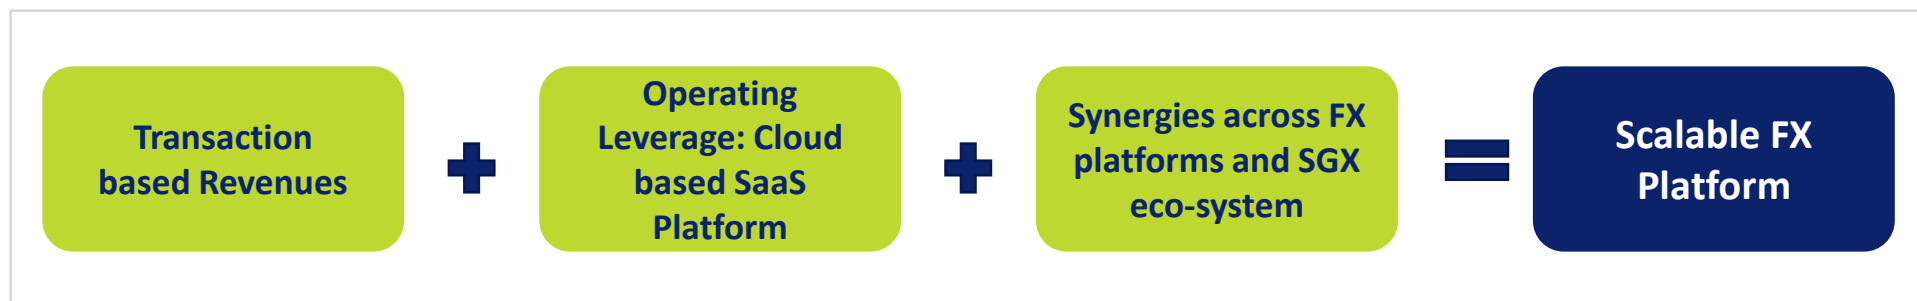 Transaction
based Revenues
Operating
Leverage: Cloud
based SaaS
Platform
Synergies across FX
platforms and SGX
eco-system
Scalable FX
Platform